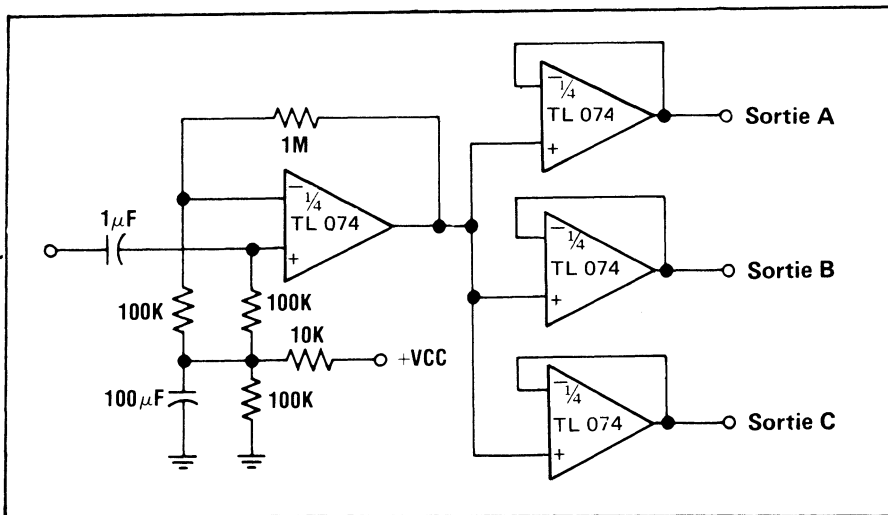 1M
−
1/4
TL 074
+
1µF
100K
100K
10K
+VCC
100µF
100K
−
1/4
TL 074
+
Sortie A
−
1/4
TL 074
+
Sortie B
−
1/4
TL 074
+
Sortie C